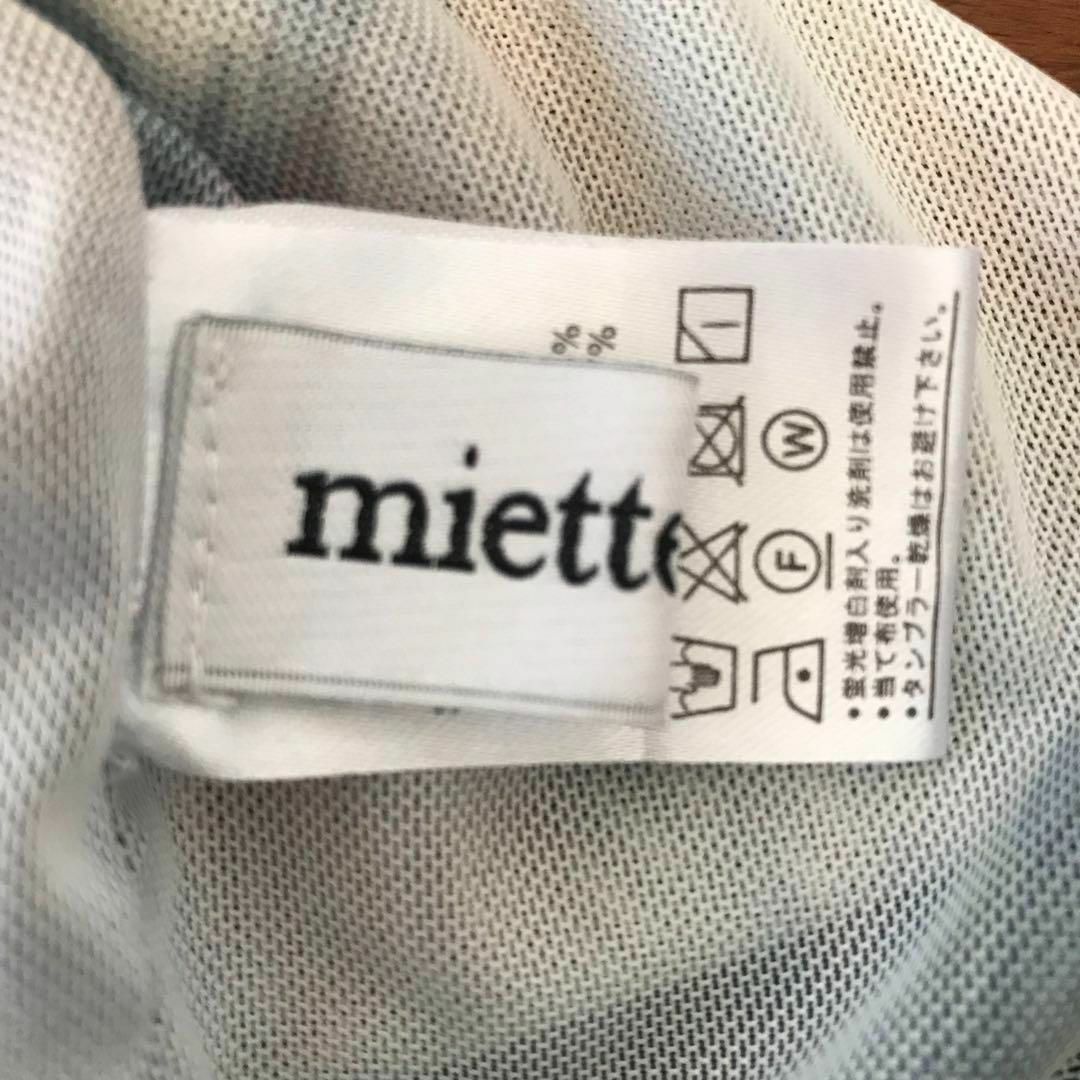 miette
%
%
W
F
•蛍光増白剤入り洗剤は使用禁止。
•当て布使用。
•タンブラー乾燥はお避け下さい。